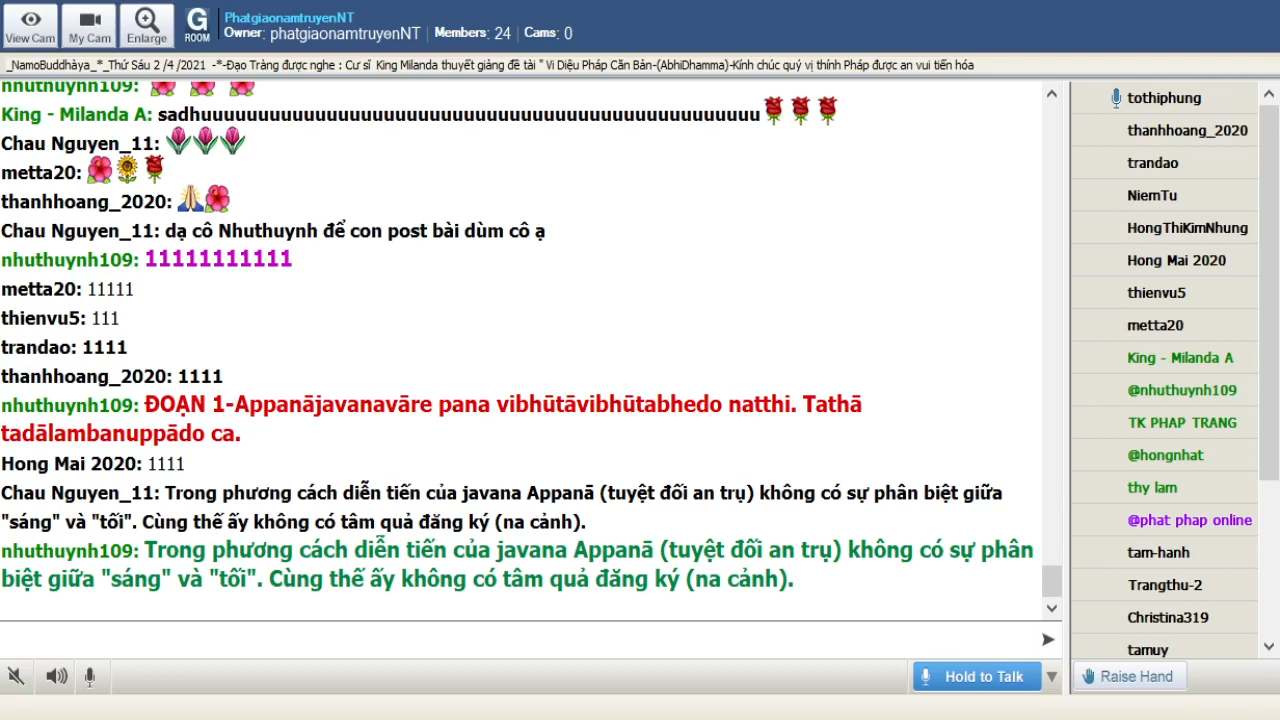 View Cam
My Cam
Enlarge
G
ROOM
PhatgiaonamtruyenNT
Owner: phatgiaonamtruyenNT | Members: 24 | Cams: 0
_NamoBuddhàya_*_Thứ Sáu 2 /4 /2021 -*-Đạo Tràng được nghe : Cư sĩ King Milanda thuyết giảng đề tài " Vi Diệu Pháp Căn Bản-(AbhiDhamma)-Kính chúc quý vị thính Pháp được an vui tiến hóa
nhuthuynh109:
King - Milanda A: sadhuuuuuuuuuuuuuuuuuuuuuuuuuuuuuuuuuuuuuuu
Chau Nguyen_11:
metta20:
thanhhoang_2020:
Chau Nguyen_11: dạ cô Nhuthuynh để con post bài dùm cô ạ
nhuthuynh109: 11111111111
metta20: 11111
thienvu5: 111
trandao: 1111
thanhhoang_2020: 1111
nhuthuynh109: ĐOẠN 1-Appanājavanavāre pana vibhūtāvibhūtabhedo natthi. Tathā
tadālambanuppādo ca.
Hong Mai 2020: 1111
Chau Nguyen_11: Trong phương cách diễn tiến của javana Appanā (tuyệt đối an trụ) không có sự phân biệt giữa
"sáng" và "tối". Cùng thế ấy không có tâm quả đăng ký (na cảnh).
nhuthuynh109: Trong phương cách diễn tiến của javana Appanā (tuyệt đối an trụ) không có sự phân
biệt giữa "sáng" và "tối". Cùng thế ấy không có tâm quả đăng ký (na cảnh).
tothiphung
thanhhoang_2020
trandao
NiemTu
HongThiKimNhung
Hong Mai 2020
thienvu5
metta20
King - Milanda A
@nhuthuynh109
TK PHAP TRANG
@hongnhat
thy lam
@phat phap online
tam-hanh
Trangthu-2
Christina319
tamuy
Hold to Talk
Raise Hand